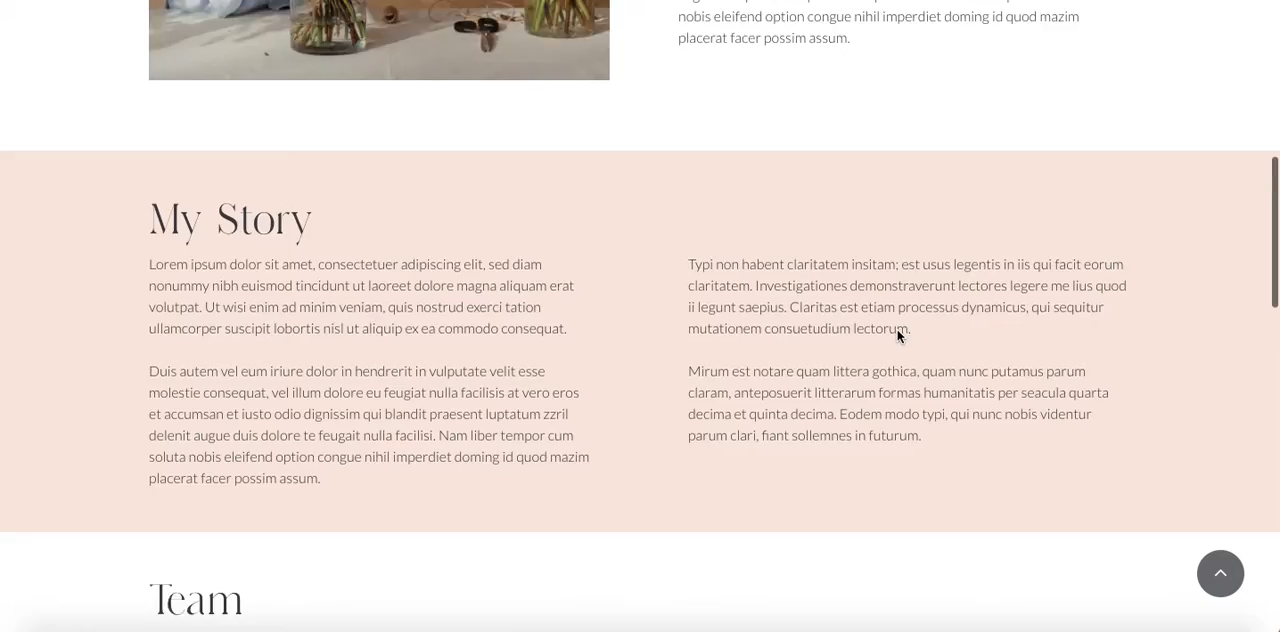 nobis eleifend option congue nihil imperdiet doming id quod mazim
placerat facer possim assum.
My Story
Lorem ipsum dolor sit amet, consectetuer adipiscing elit, sed diam
nonummy nibh euismod tincidunt ut laoreet dolore magna aliquam erat
volutpat. Ut wisi enim ad minim veniam, quis nostrud exerci tation
ullamcorper suscipit lobortis nisl ut aliquip ex ea commodo consequat.
Duis autem vel eum iriure dolor in hendrerit in vulputate velit esse
molestie consequat, vel illum dolore eu feugiat nulla facilisis at vero eros
et accumsan et iusto odio dignissim qui blandit praesent luptatum zzril
delenit augue duis dolore te feugait nulla facilisi. Nam liber tempor cum
soluta nobis eleifend option congue nihil imperdiet doming id quod mazim
placerat facer possim assum.
Typi non habent claritatem insitam; est usus legentis in iis qui facit eorum
claritatem. Investigationes demonstraverunt lectores legere me lius quod
ii legunt saepius. Claritas est etiam processus dynamicus, qui sequitur
mutationem consuetudium lectorum.
Mirum est notare quam littera gothica, quam nunc putamus parum
claram, anteposuerit litterarum formas humanitatis per seacula quarta
decima et quinta decima. Eodem modo typi, qui nunc nobis videntur
parum clari, fiant sollemnes in futurum.
Team